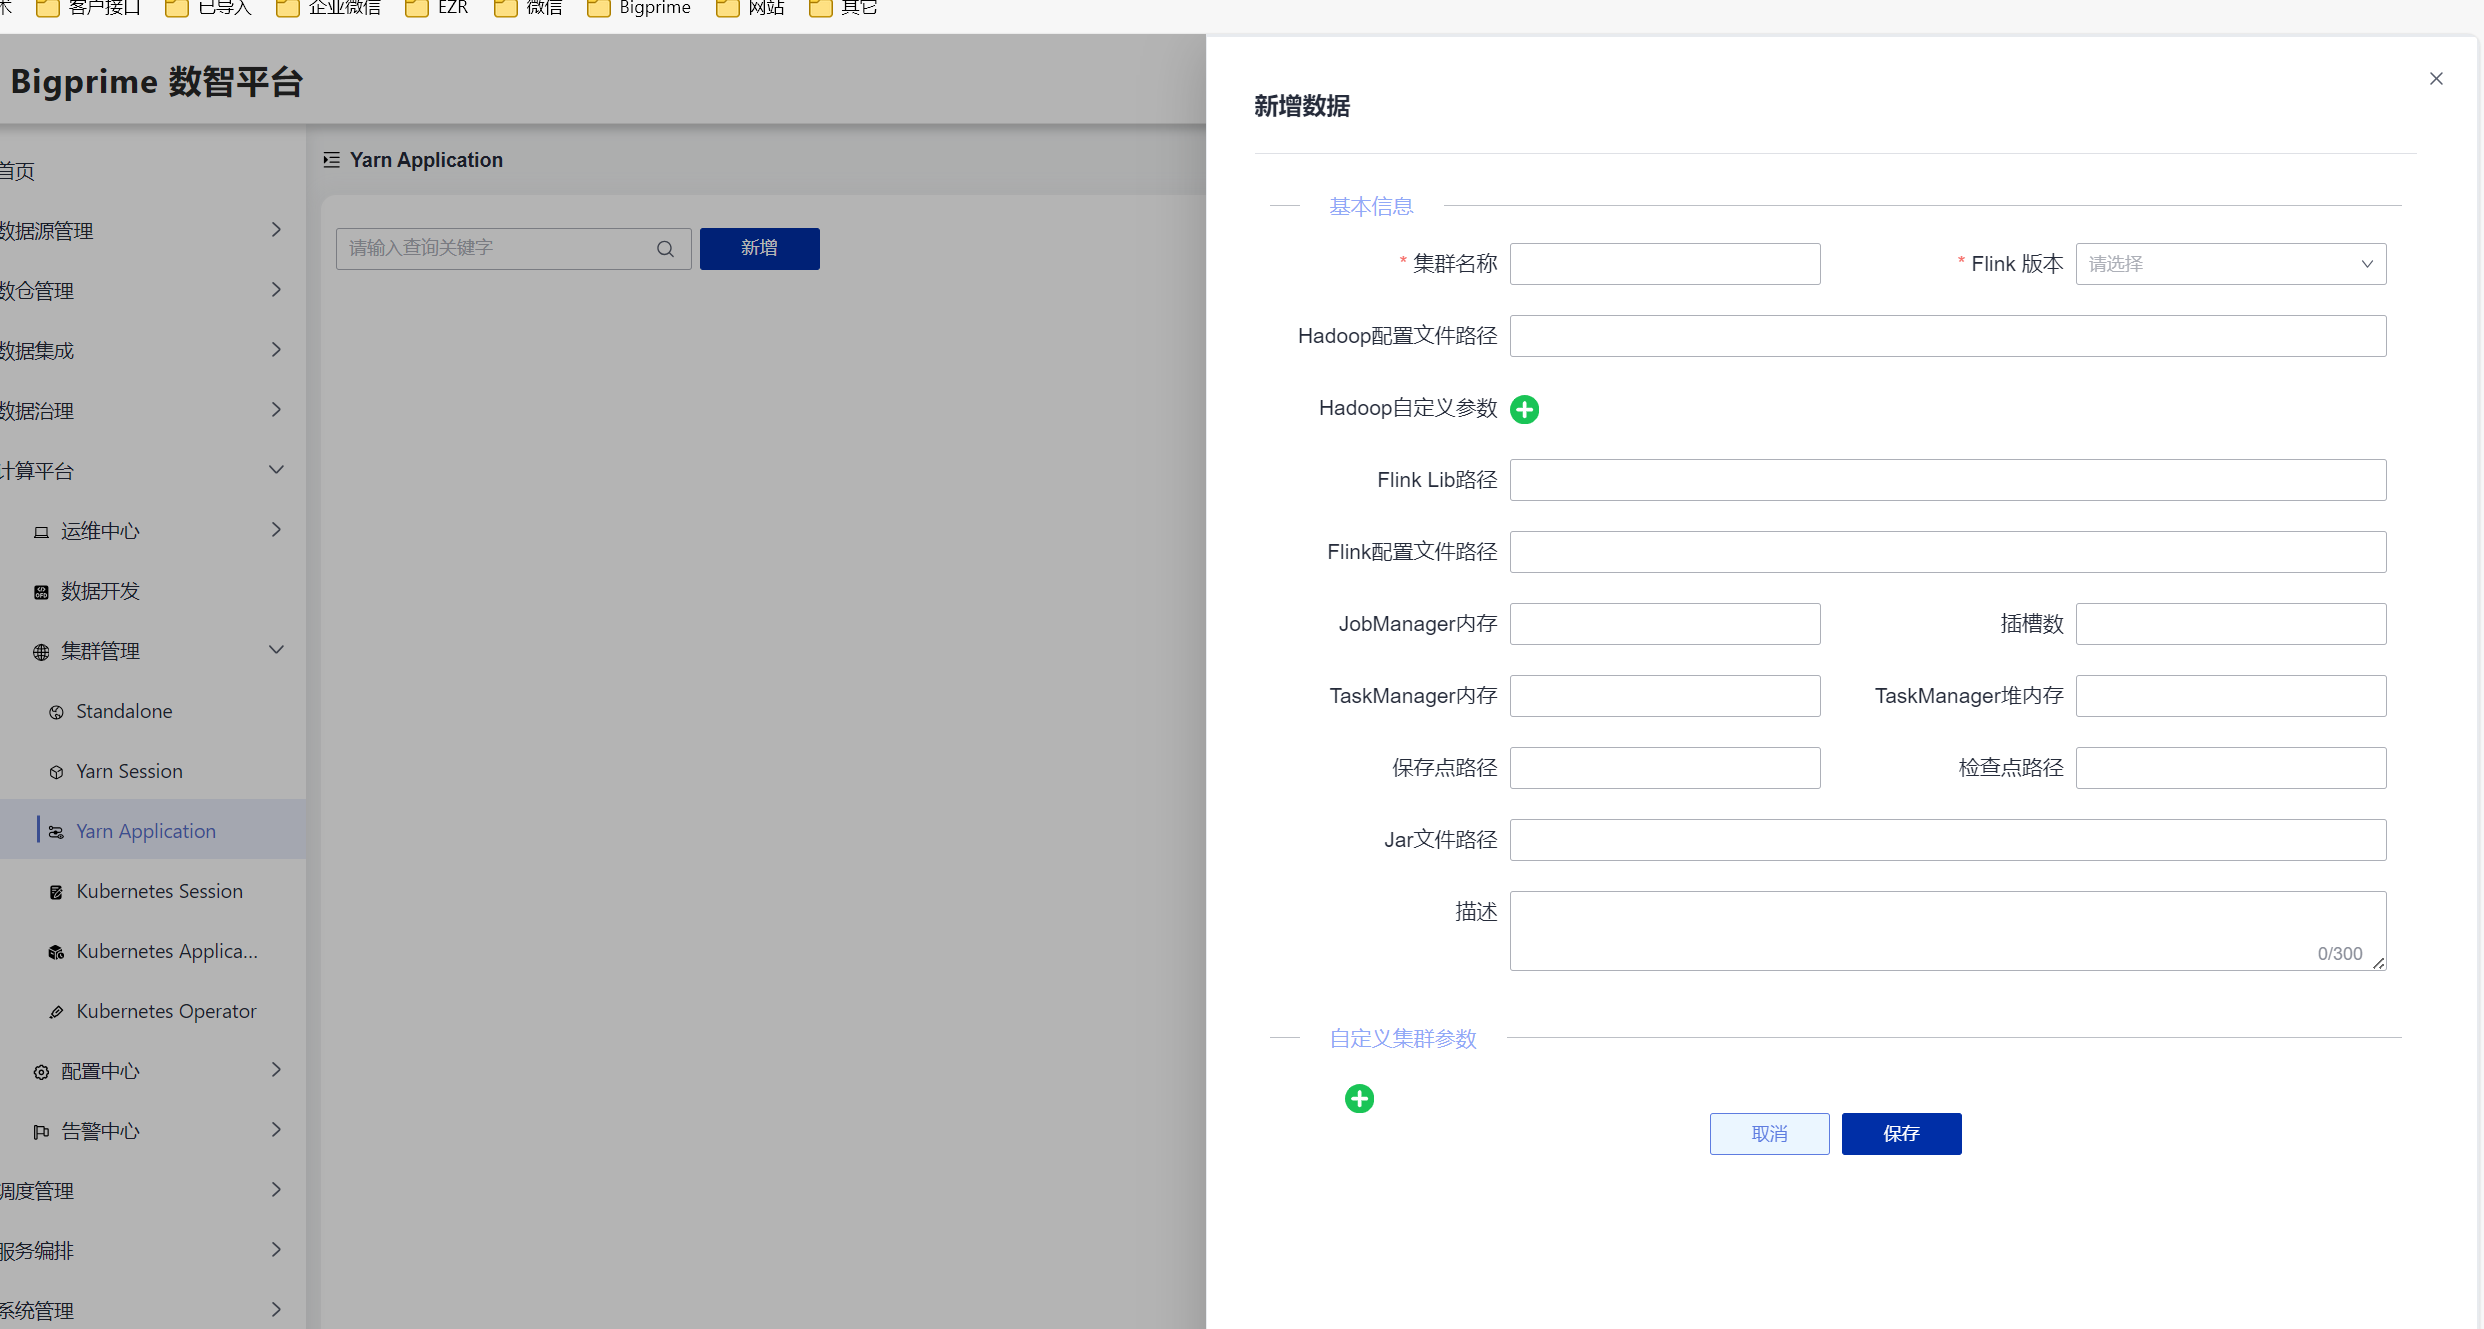 术 客户接口 已导入 企业微信 EZR 微信 Bigprime 网站 其它
Bigprime 数智平台
首页
数据源管理
数仓管理
数据集成
数据治理
计算平台
运维中心
数据开发
集群管理
Standalone
Yarn Session
Yarn Application
Kubernetes Session
Kubernetes Applica...
Kubernetes Operator
配置中心
告警中心
调度管理
服务编排
系统管理
Yarn Application
请输入查询关键字
新增
新增数据
基本信息
* 集群名称
* Flink 版本 请选择
Hadoop配置文件路径
Hadoop自定义参数
Flink Lib路径
Flink配置文件路径
JobManager内存 插槽数
TaskManager内存 TaskManager堆内存
保存点路径 检查点路径
Jar文件路径
描述
0/300
自定义集群参数
取消 保存